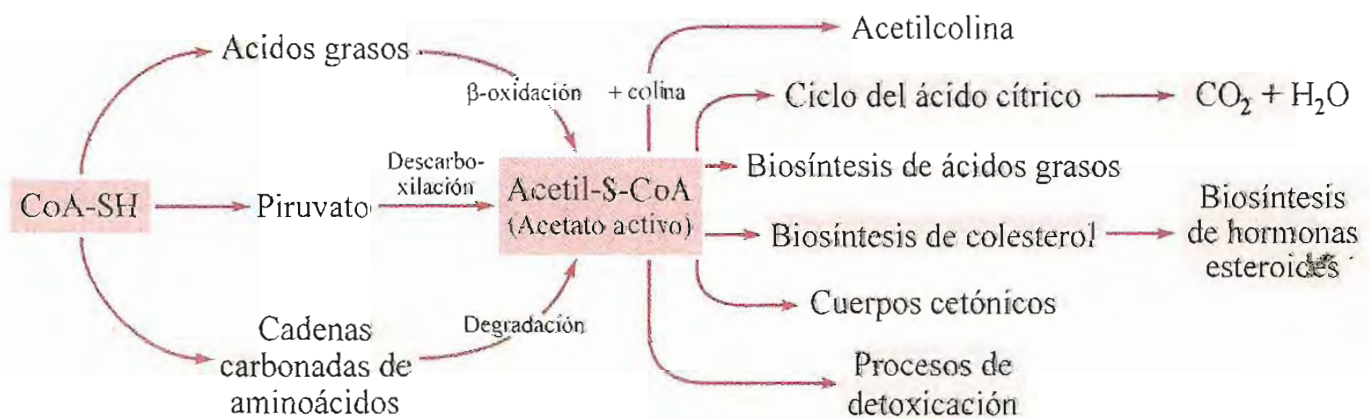 Acidos grasos
β-oxidación
+ colina
Acetilcolina
Ciclo del ácido cítrico
CO₂ + H₂O
Descarbo-
xilación
Biosíntesis de ácidos grasos
CoA-SH
Piruvato
Acetil-S-CoA
(Acetato activo)
Biosíntesis de colesterol
Biosíntesis
de hormonas
esteroides
Cuerpos cetónicos
Cadenas
carbonadas de
aminoácidos
Degradación
Procesos de
detoxicación